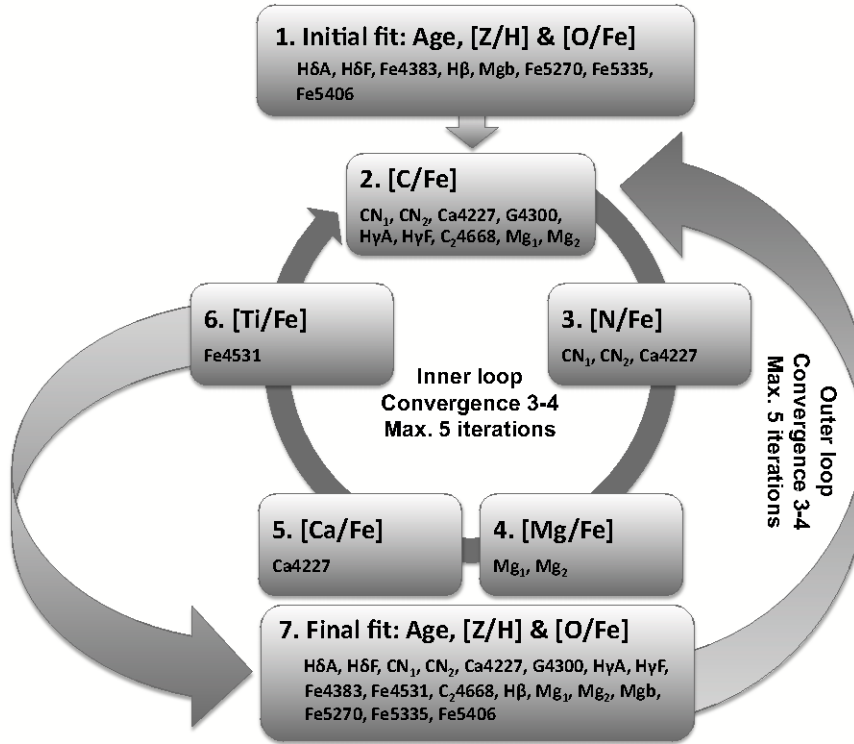 1. Initial fit: Age, [Z/H] & [O/Fe]
HδA, HδF, Fe4383, Hβ, Mgb, Fe5270, Fe5335,
Fe5406
2. [C/Fe]
CN₁, CN₂, Ca4227, G4300,
HγA, HγF, C₂4668, Mg₁, Mg₂
3. [N/Fe]
CN₁, CN₂, Ca4227
4. [Mg/Fe]
Mg₁, Mg₂
5. [Ca/Fe]
Ca4227
6. [Ti/Fe]
Fe4531
Inner loop
Convergence 3-4
Max. 5 iterations
Outer loop
Convergence 3-4
Max. 5 iterations
7. Final fit: Age, [Z/H] & [O/Fe]
HδA, HδF, CN₁, CN₂, Ca4227, G4300, HγA, HγF,
Fe4383, Fe4531, C₂4668, Hβ, Mg₁, Mg₂, Mgb,
Fe5270, Fe5335, Fe5406